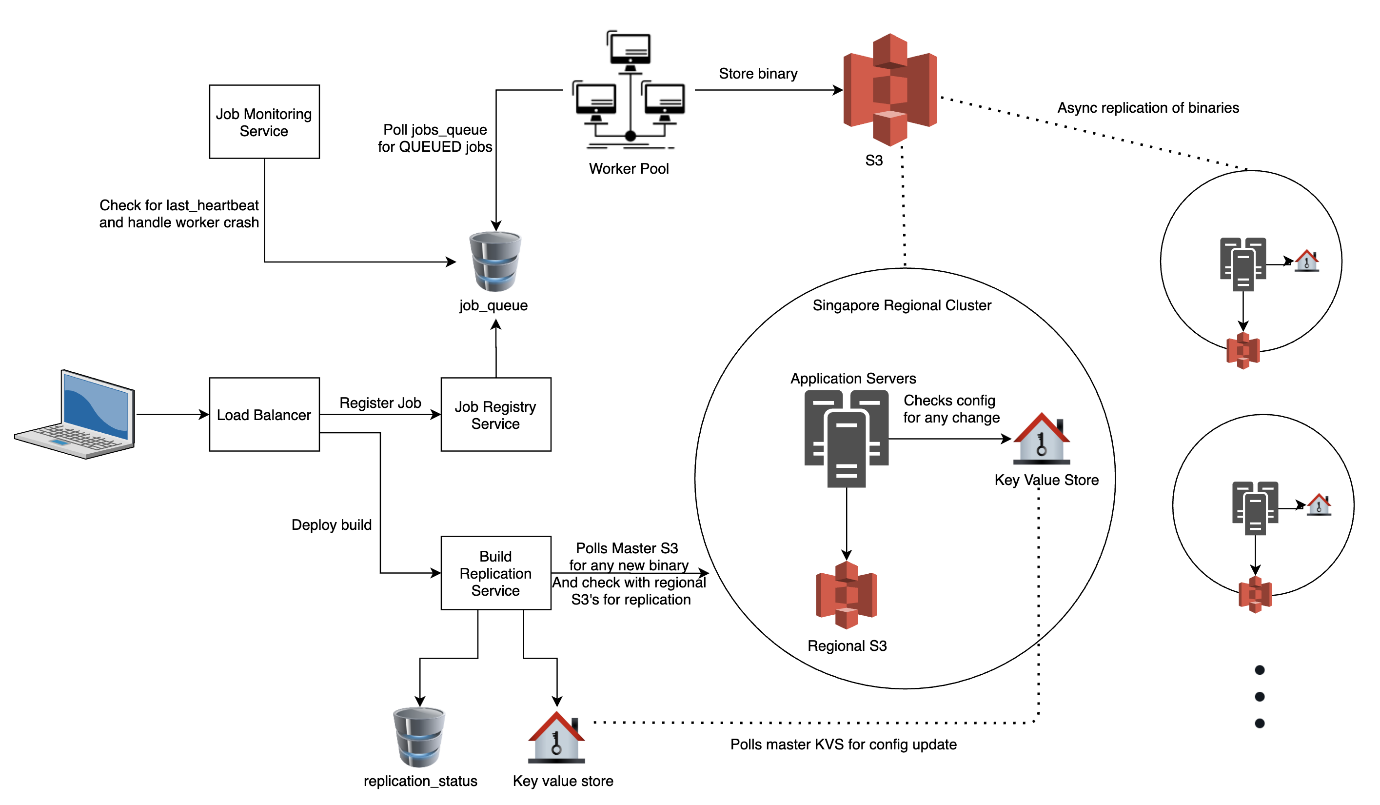 Store binary
Async replication of binaries
Job Monitoring
Service
Poll jobs_queue
for QUEUED jobs
Worker Pool
S3
Check for last_heartbeat
and handle worker crash
job_queue
Singapore Regional Cluster
Application Servers
Checks config
for any change
Load Balancer
Register Job
Job Registry
Service
Key Value Store
Deploy build
Build
Replication
Service
Polls Master S3
for any new binary
And check with regional
S3's for replication
Regional S3
Polls master KVS for config update
replication_status
Key value store